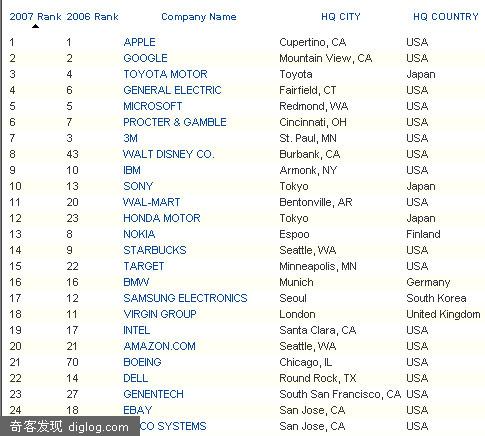 2007 Rank 2006 Rank Company Name HQ CITY HQ COUNTRY
1 1 APPLE Cupertino, CA USA
2 2 GOOGLE Mountain View, CA USA
3 4 TOYOTA MOTOR Toyota Japan
4 6 GENERAL ELECTRIC Fairfield, CT USA
5 5 MICROSOFT Redmond, WA USA
6 7 PROCTER & GAMBLE Cincinnati, OH USA
7 3 3M St. Paul, MN USA
8 43 WALT DISNEY CO. Burbank, CA USA
9 10 IBM Armonk, NY USA
10 13 SONY Tokyo Japan
11 20 WAL-MART Bentonville, AR USA
12 23 HONDA MOTOR Tokyo Japan
13 8 NOKIA Espoo Finland
14 9 STARBUCKS Seattle, WA USA
15 22 TARGET Minneapolis, MN USA
16 16 BMW Munich Germany
17 12 SAMSUNG ELECTRONICS Seoul South Korea
18 11 VIRGIN GROUP London United Kingdom
19 17 INTEL Santa Clara, CA USA
20 21 AMAZON.COM Seattle, WA USA
21 70 BOEING Chicago, IL USA
22 14 DELL Round Rock, TX USA
23 27 GENENTECH South San Francisco, CA USA
24 18 EBAY San Jose, CA USA
CO SYSTEMS San Jose, CA USA
奇客发现 diglog.com